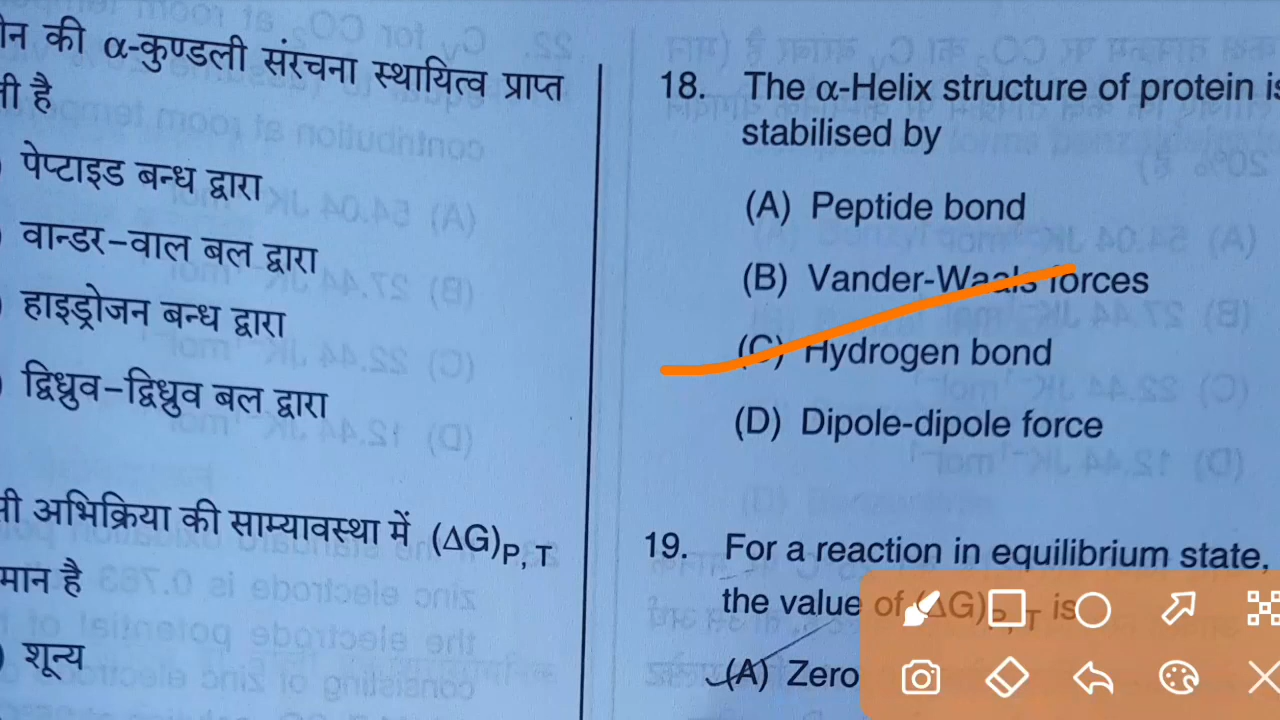 की α-कुण्डली संरचना स्थायित्व प्राप्त
है
पेप्टाइड बन्ध द्वारा
वान्डर-वाल बल द्वारा
हाइड्रोजन बन्ध द्वारा
द्विध्रुव-द्विध्रुव बल द्वारा
अभिक्रिया की साम्यावस्था में (ΔG)P, T
मान है
शून्य
18. The α-Helix structure of protein is
stabilised by
(A) Peptide bond
(B) Vander-Waals forces
(C) Hydrogen bond
(D) Dipole-dipole force
19. For a reaction in equilibrium state,
the value of (ΔG)P, T is
(A) Zero